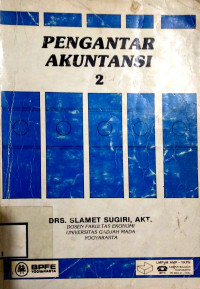 PENGANTAR
AKUNTANSI
2
DRS. SLAMET SUGIRI, AKT.
DOSEN FAKULTAS EKONOMI
UNIVERSITAS GADJAH MADA
YOGYAKARTA
BPFE
YOGYAKARTA